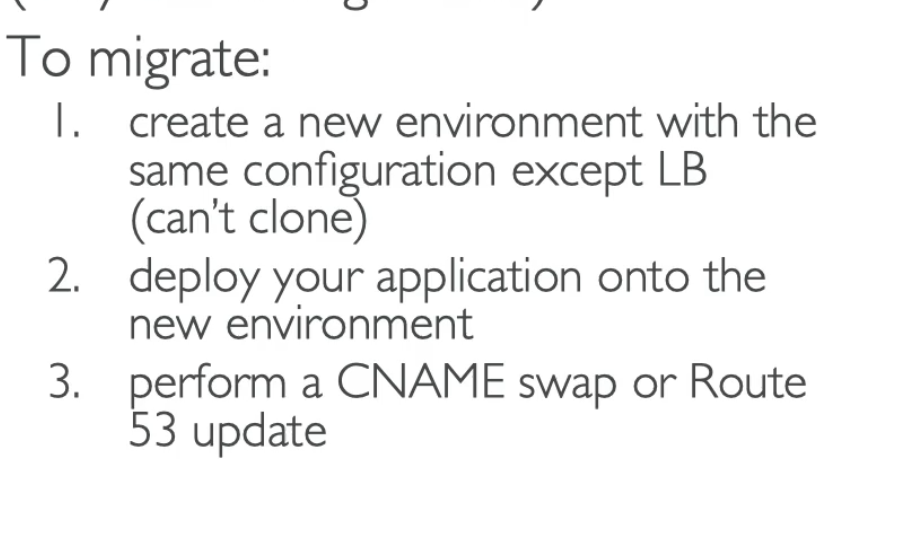 To migrate:
1. create a new environment with the
same configuration except LB
(can't clone)
2. deploy your application onto the
new environment
3. perform a CNAME swap or Route
53 update